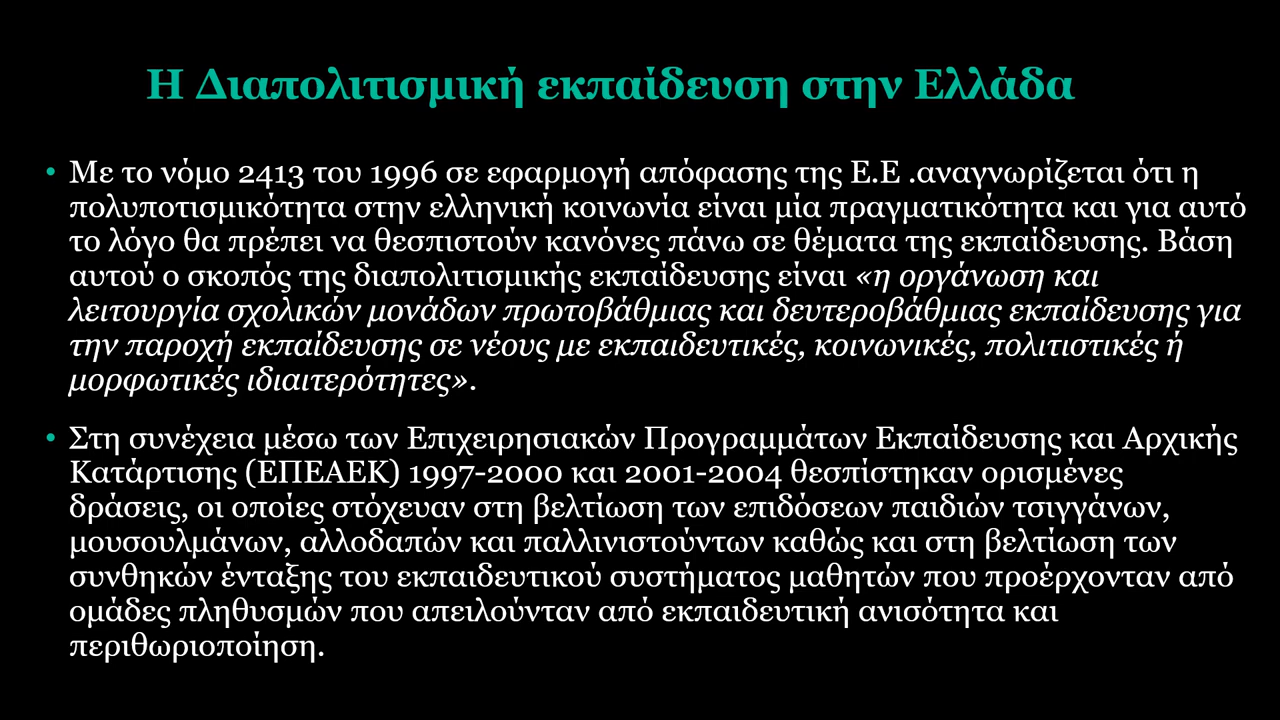 Η Διαπολιτισμική εκπαίδευση στην Ελλάδα
• Με το νόμο 2413 του 1996 σε εφαρμογή απόφασης της Ε.Ε .αναγνωρίζεται ότι η
πολυποτισμικότητα στην ελληνική κοινωνία είναι μία πραγματικότητα και για αυτό
το λόγο θα πρέπει να θεσπιστούν κανόνες πάνω σε θέματα της εκπαίδευσης. Βάση
αυτού ο σκοπός της διαπολιτισμικής εκπαίδευσης είναι «η οργάνωση και
λειτουργία σχολικών μονάδων πρωτοβάθμιας και δευτεροβάθμιας εκπαίδευσης για
την παροχή εκπαίδευσης σε νέους με εκπαιδευτικές, κοινωνικές, πολιτιστικές ή
μορφωτικές ιδιαιτερότητες».
• Στη συνέχεια μέσω των Επιχειρησιακών Προγραμμάτων Εκπαίδευσης και Αρχικής
Κατάρτισης (ΕΠΕΑΕΚ) 1997-2000 και 2001-2004 θεσπίστηκαν ορισμένες
δράσεις, οι οποίες στόχευαν στη βελτίωση των επιδόσεων παιδιών τσιγγάνων,
μουσουλμάνων, αλλοδαπών και παλλινιστούντων καθώς και στη βελτίωση των
συνθηκών ένταξης του εκπαιδευτικού συστήματος μαθητών που προέρχονταν από
ομάδες πληθυσμών που απειλούνταν από εκπαιδευτική ανισότητα και
περιθωριοποίηση.